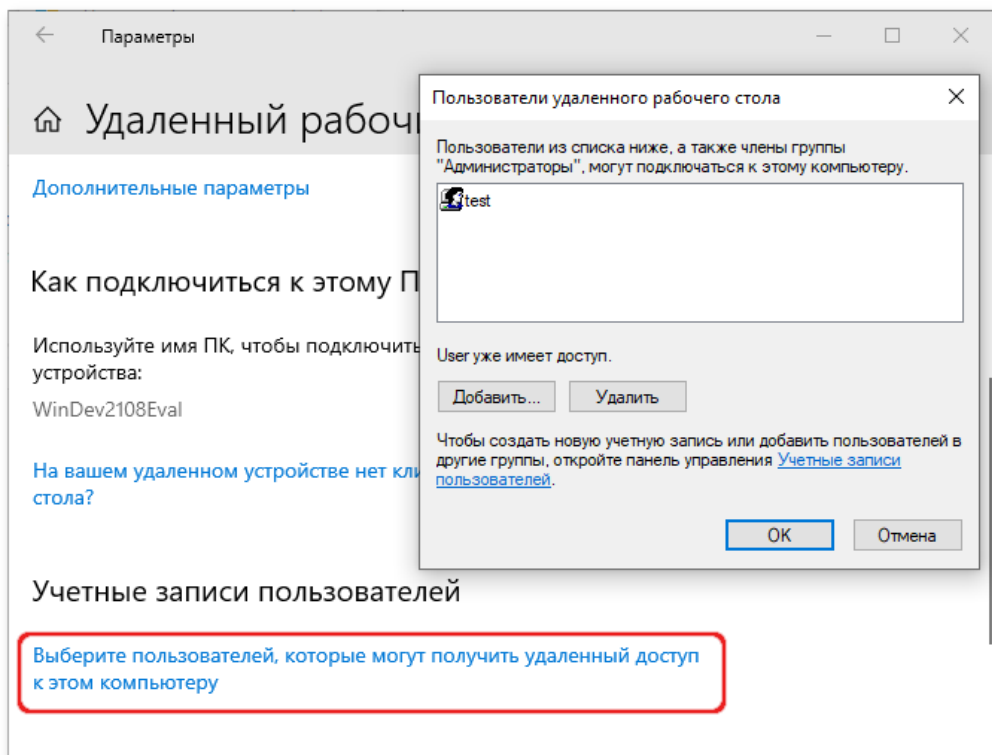 Параметры
Удаленный рабоч
Дополнительные параметры
Как подключиться к этому П
Используйте имя ПК, чтобы подключить
устройства:
WinDev2108Eval
На вашем удаленном устройстве нет кли
стола?
Учетные записи пользователей
Выберите пользователей, которые могут получить удаленный доступ
к этом компьютеру
Пользователи удаленного рабочего стола
Пользователи из списка ниже, а также члены группы
"Администраторы", могут подключаться к этому компьютеру.
test
User уже имеет доступ.
Добавить...
Удалить
Чтобы создать новую учетную запись или добавить пользователей в
другие группы, откройте панель управления Учетные записи
пользователей.
OK
Отмена